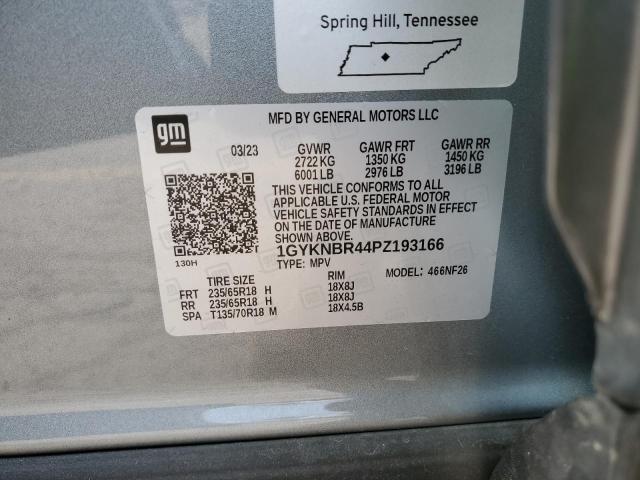 Spring Hill, Tennessee
gm
MFD BY GENERAL MOTORS LLC
03/23 GVWR GAWR FRT GAWR RR
2722 KG 1350 KG 1450 KG
6001 LB 2976 LB 3196 LB
THIS VEHICLE CONFORMS TO ALL
APPLICABLE U.S. FEDERAL MOTOR
VEHICLE SAFETY STANDARDS IN EFFECT
ON THE DATE OF MANUFACTURE
SHOWN ABOVE.
130H
1GYKNBR44PZ193166
TYPE: MPV MODEL: 466NF26
TIRE SIZE RIM
FRT 235/65R18 H 18X8J
RR 235/65R18 H 18X8J
SPA T135/70R18 M 18X4.5B